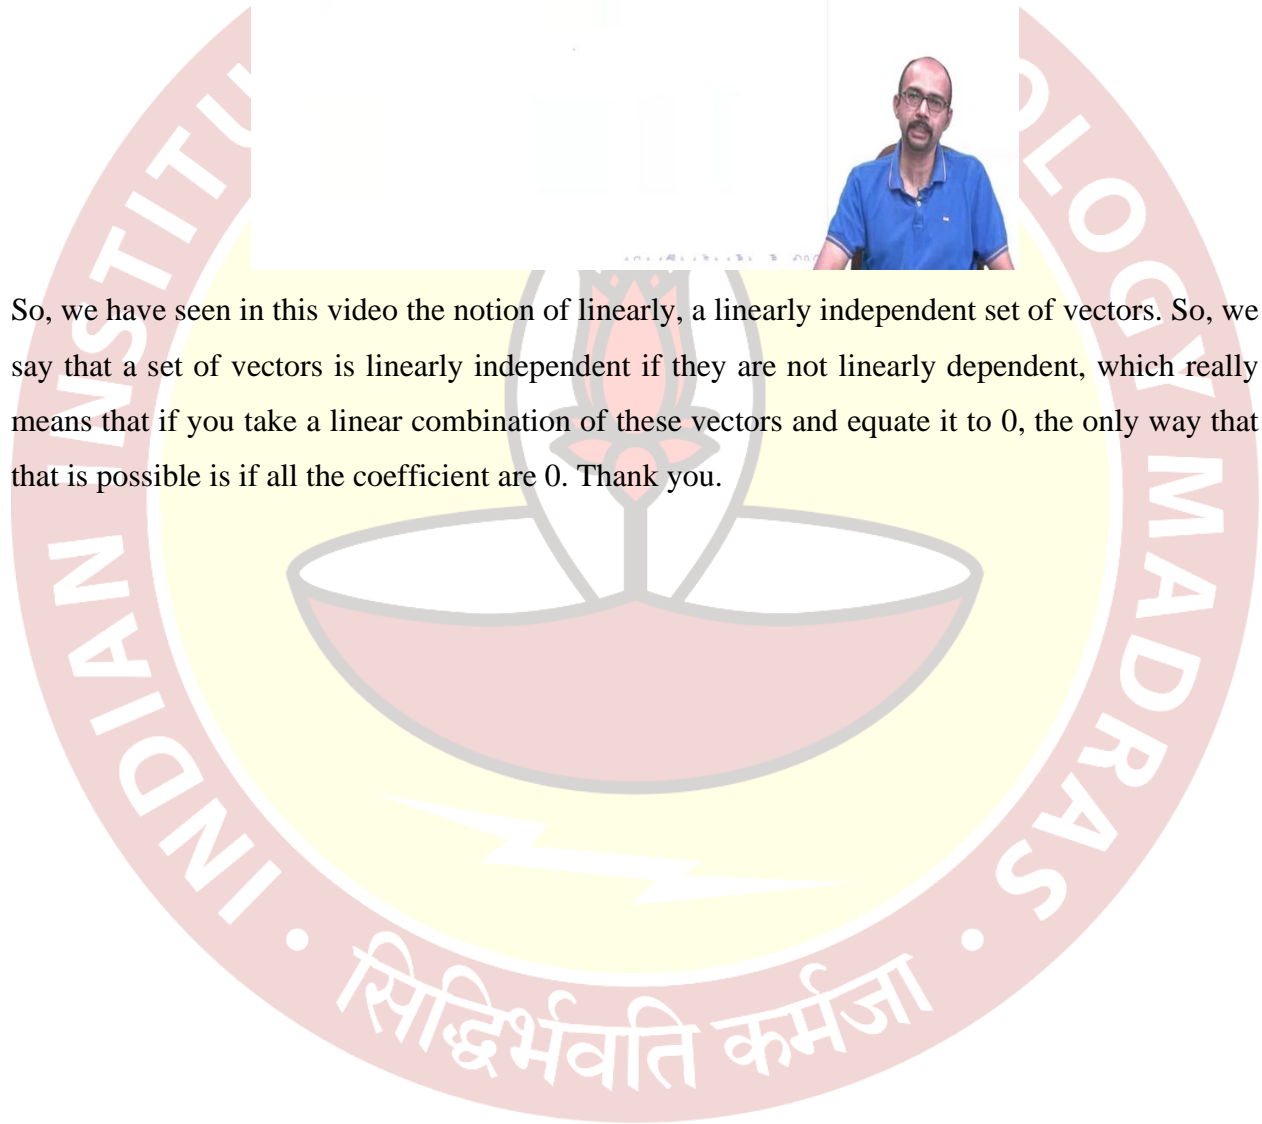 So, we have seen in this video the notion of linearly, a linearly independent set of vectors. So, we
say that a set of vectors is linearly independent if they are not linearly dependent, which really
means that if you take a linear combination of these vectors and equate it to 0, the only way that
that is possible is if all the coefficient are 0. Thank you.
INDIAN INSTITU OLOGY MADRAS
सिद्धिर्भवति कर्मजा